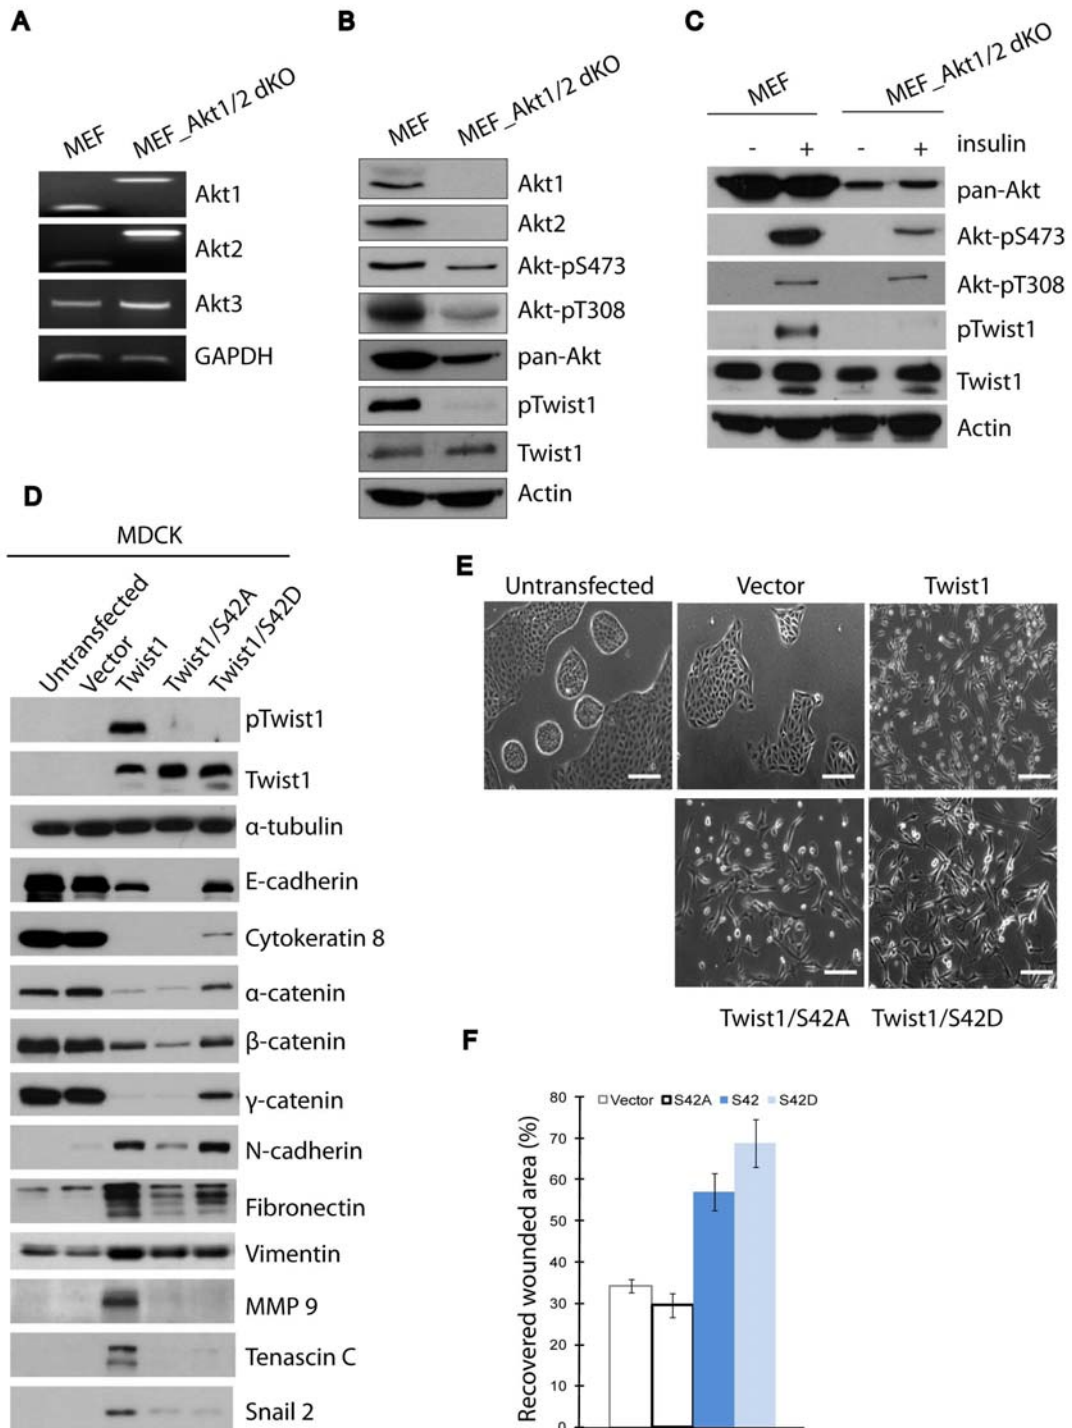 A
MEF
MEF_Akt1/2 dKO
Akt1
Akt2
Akt3
GAPDH
B
MEF
MEF_Akt1/2 dKO
Akt1
Akt2
Akt-pS473
Akt-pT308
pan-Akt
pTwist1
Twist1
Actin
C
MEF
MEF_Akt1/2 dKO
- + - + insulin
pan-Akt
Akt-pS473
Akt-pT308
pTwist1
Twist1
Actin
D
MDCK
Untransfected
Vector
Twist1
Twist1/S42A
Twist1/S42D
pTwist1
Twist1
α-tubulin
E-cadherin
Cytokeratin 8
α-catenin
β-catenin
γ-catenin
N-cadherin
Fibronectin
Vimentin
MMP 9
Tenascin C
Snail 2
E
Untransfected Vector Twist1
Twist1/S42A Twist1/S42D
F
Recovered wounded area (%)
Vector S42A S42 S42D
80
70
60
50
40
30
20
10
0